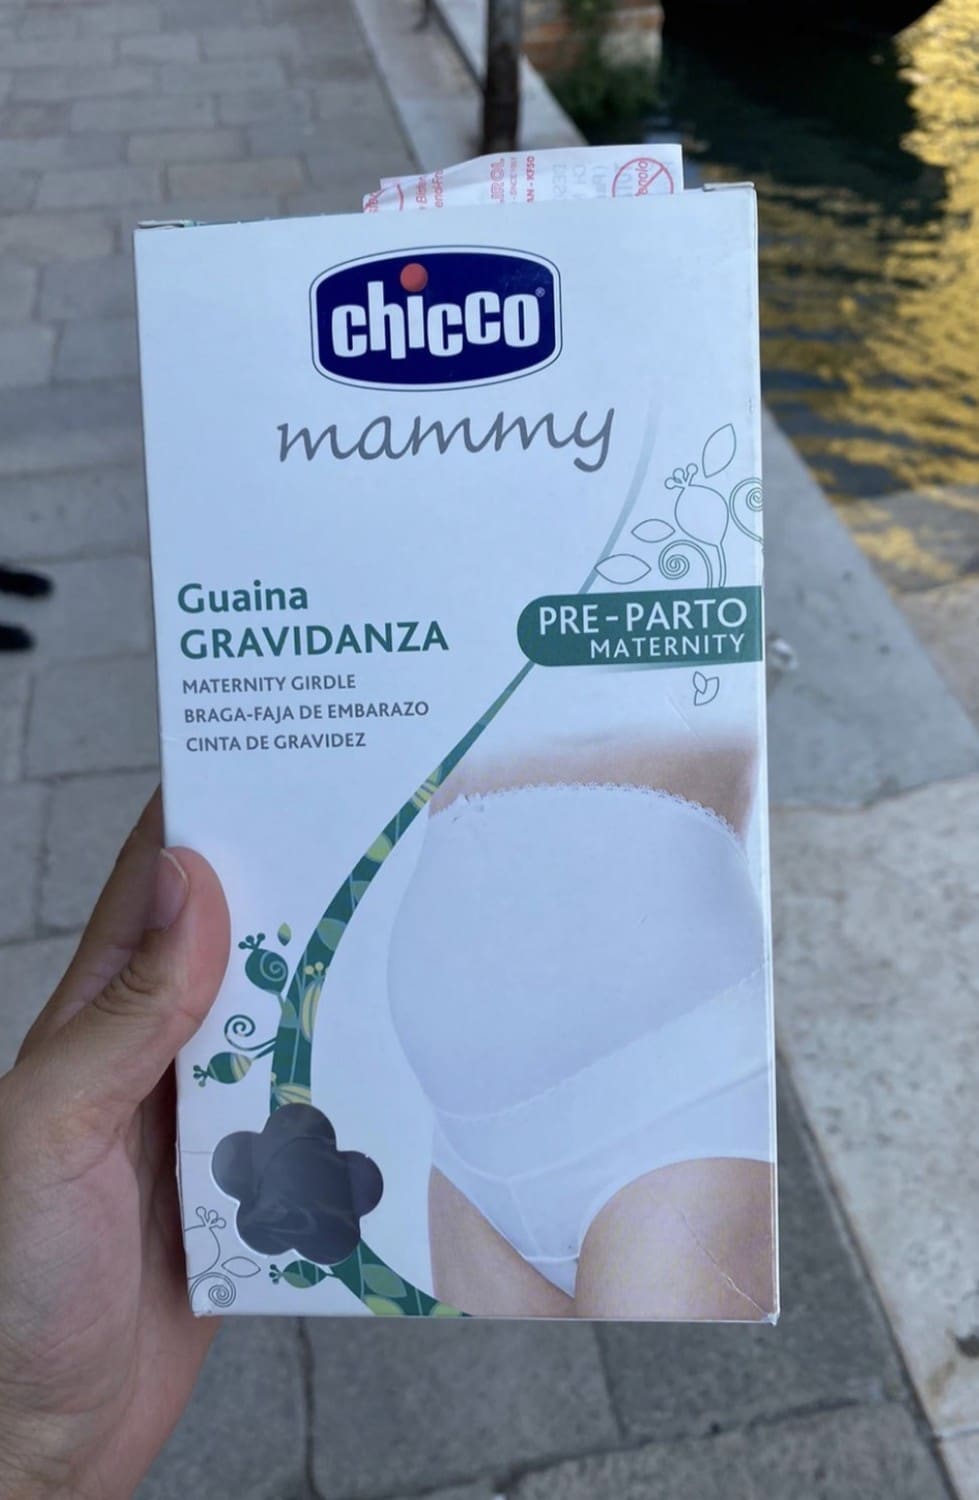 chicco®
mammy
Guaina
GRAVIDANZA
MATERNITY GIRDLE
BRAGA-FAJA DE EMBARAZO
CINTA DE GRAVIDEZ
PRE-PARTO
MATERNITY